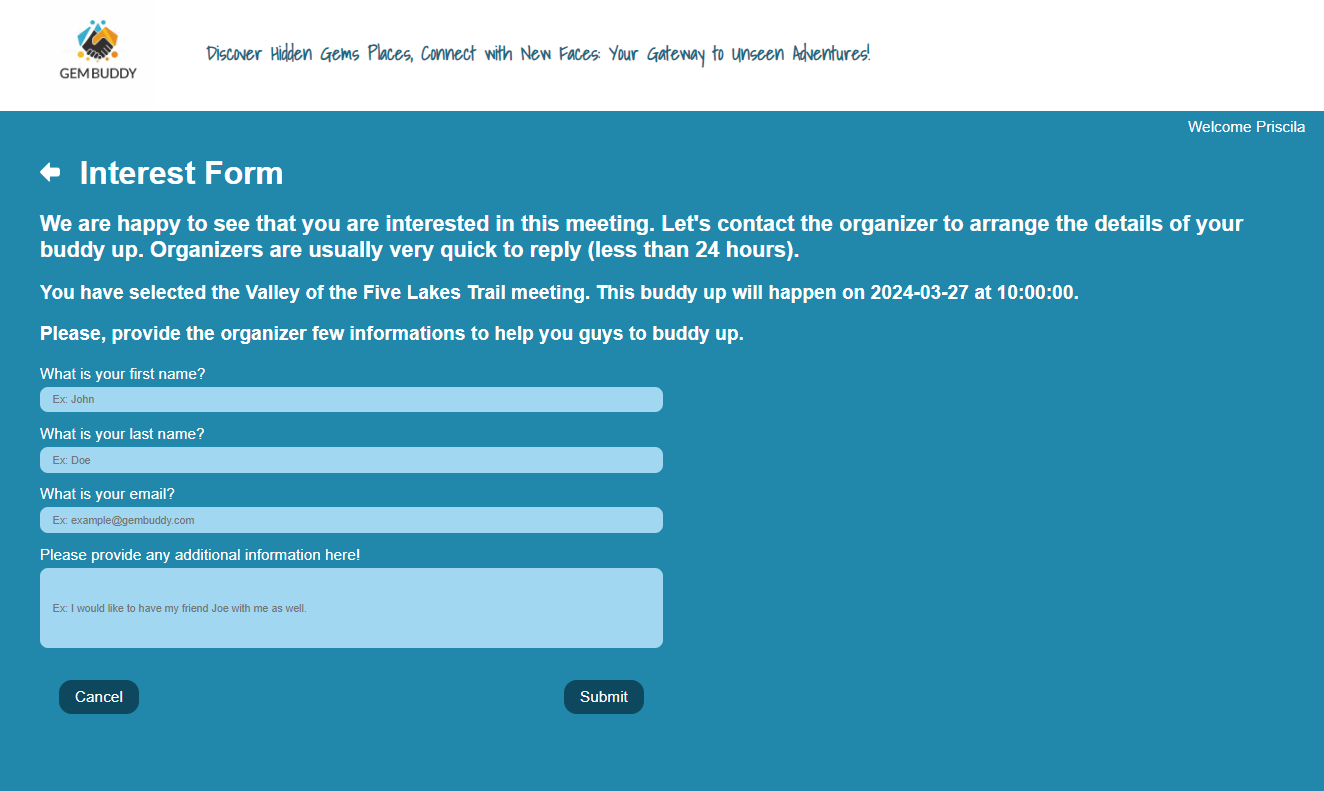 GEM BUDDY
Discover Hidden Gems Places, Connect with New Faces: Your Gateway to Unseen Adventures!
Welcome Priscila
Interest Form
We are happy to see that you are interested in this meeting. Let's contact the organizer to arrange the details of your
buddy up. Organizers are usually very quick to reply (less than 24 hours).
You have selected the Valley of the Five Lakes Trail meeting. This buddy up will happen on 2024-03-27 at 10:00:00.
Please, provide the organizer few informations to help you guys to buddy up.
What is your first name?
Ex: John
What is your last name?
Ex: Doe
What is your email?
Ex: example@gembuddy.com
Please provide any additional information here!
Ex: I would like to have my friend Joe with me as well.
Cancel
Submit